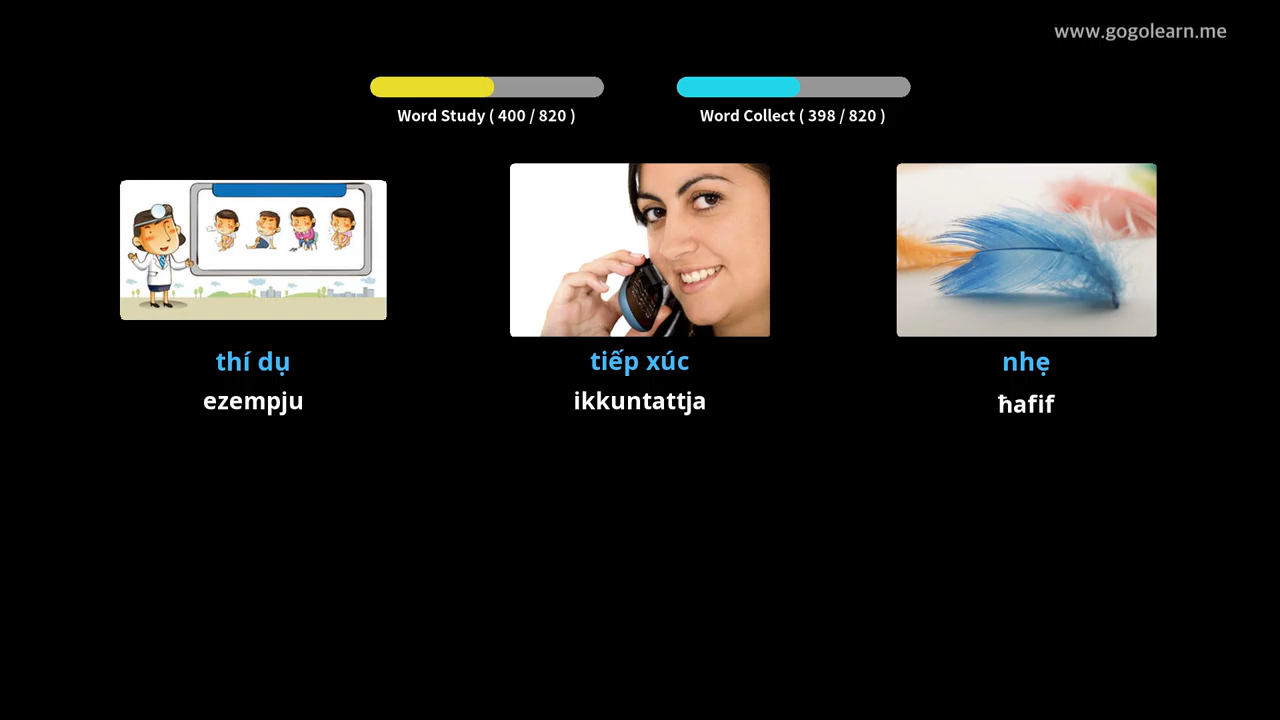 www.gogolearn.me
Word Study ( 400 / 820 )
Word Collect ( 398 / 820 )
thí dụ
ezempju
tiếp xúc
ikkuntattja
nhẹ
ħafif